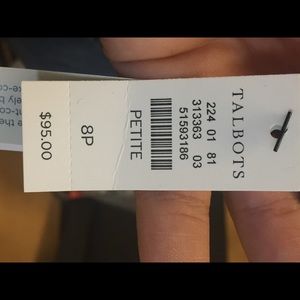 TALBOTS
224 01 81
313363 03
51593186
PETITE
8P
$95.00